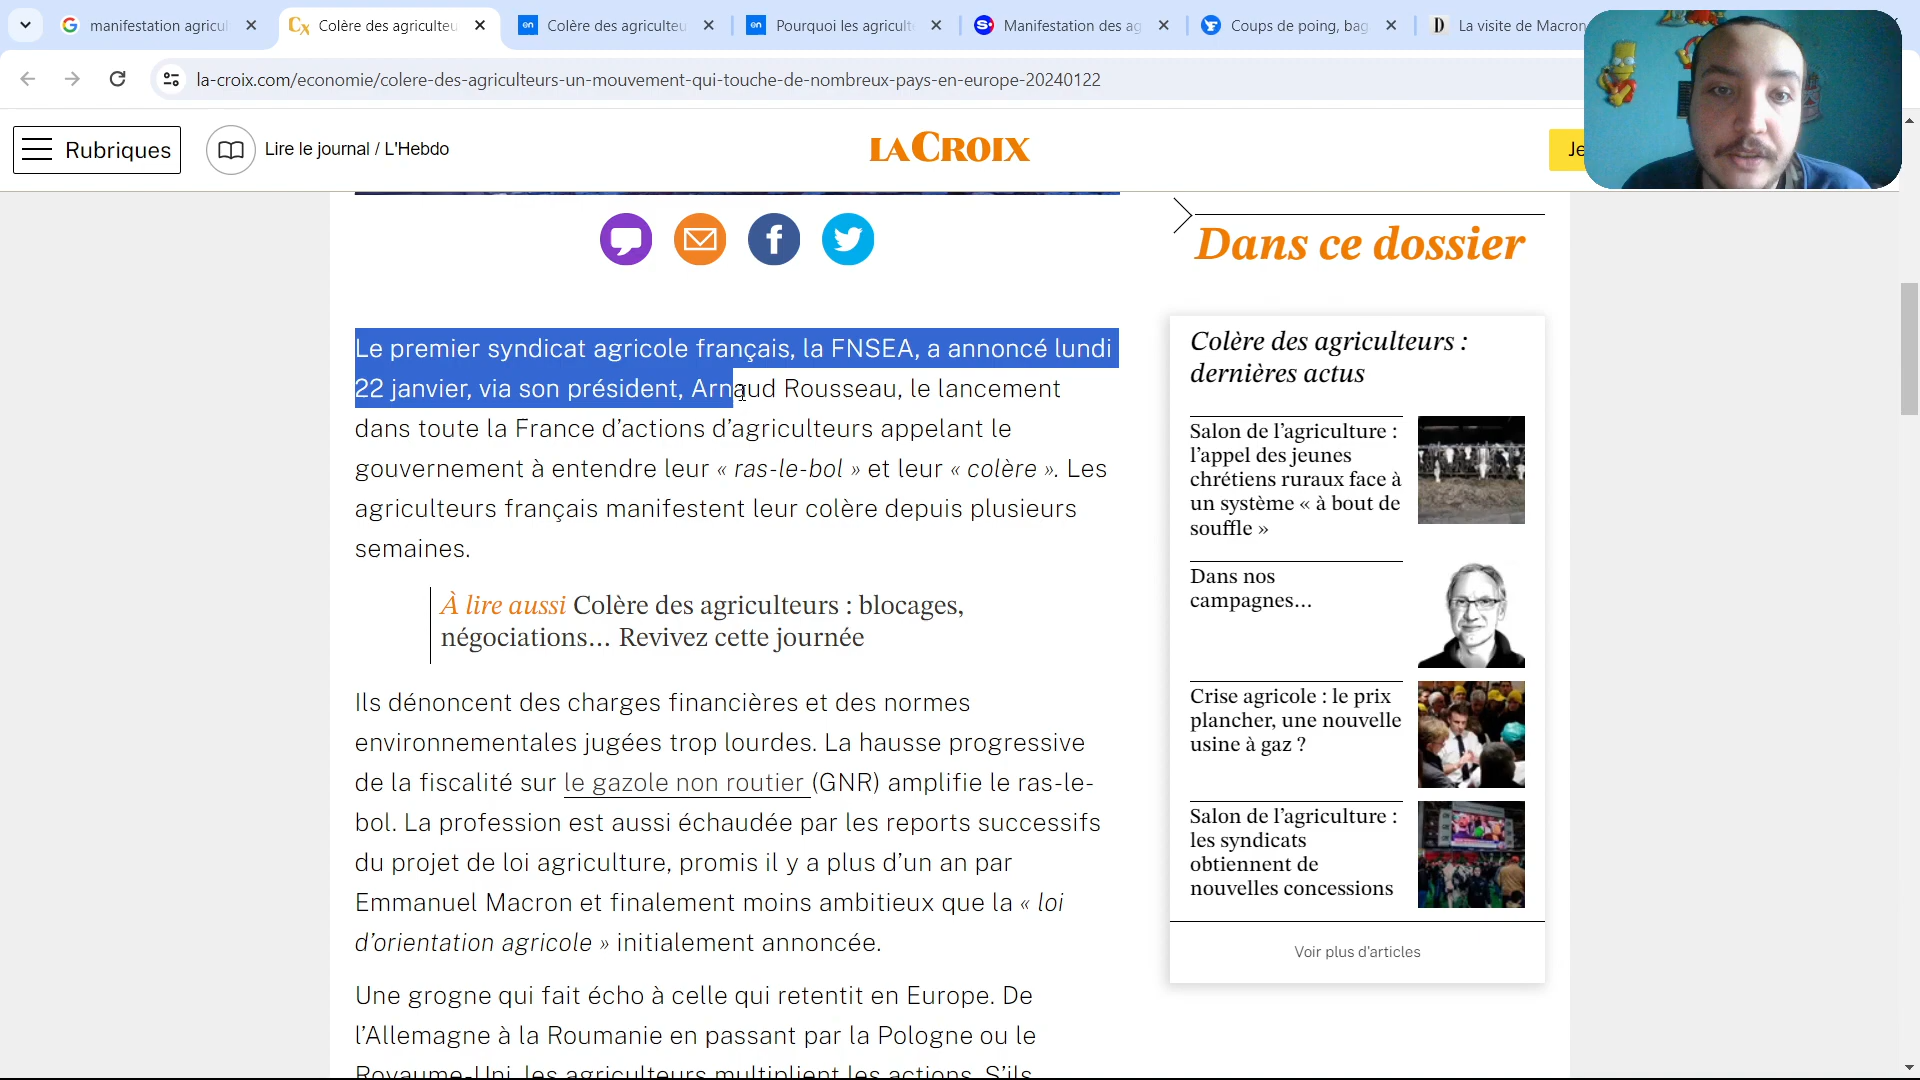 manifestation agricul
Colère des agriculteu
Colère des agriculteu
Pourquoi les agricult
Manifestation des ag
Coups de poing, bag
La visite de Macron
la-croix.com/economie/colere-des-agriculteurs-un-mouvement-qui-touche-de-nombreux-pays-en-europe-20240122
Rubriques
Lire le journal / L'Hebdo
LA CROIX
Je
Dans ce dossier
Le premier syndicat agricole français, la FNSEA, a annoncé lundi
22 janvier, via son président, Arnaud Rousseau, le lancement
dans toute la France d’actions d’agriculteurs appelant le
gouvernement à entendre leur « ras-le-bol » et leur « colère ». Les
agriculteurs français manifestent leur colère depuis plusieurs
semaines.
À lire aussi Colère des agriculteurs : blocages,
négociations… Revivez cette journée
Ils dénoncent des charges financières et des normes
environnementales jugées trop lourdes. La hausse progressive
de la fiscalité sur le gazole non routier (GNR) amplifie le ras-le-
bol. La profession est aussi échaudée par les reports successifs
du projet de loi agriculture, promis il y a plus d’un an par
Emmanuel Macron et finalement moins ambitieux que la « loi
d’orientation agricole » initialement annoncée.
Une grogne qui fait écho à celle qui retentit en Europe. De
l’Allemagne à la Roumanie en passant par la Pologne ou le
Royaume-Uni, les agriculteurs multiplient les actions. S’ils
Colère des agriculteurs :
dernières actus
Salon de l’agriculture :
l’appel des jeunes
chrétiens ruraux face à
un système « à bout de
souffle »
Dans nos
campagnes…
Crise agricole : le prix
plancher, une nouvelle
usine à gaz ?
Salon de l’agriculture :
les syndicats
obtiennent de
nouvelles concessions
Voir plus d’articles